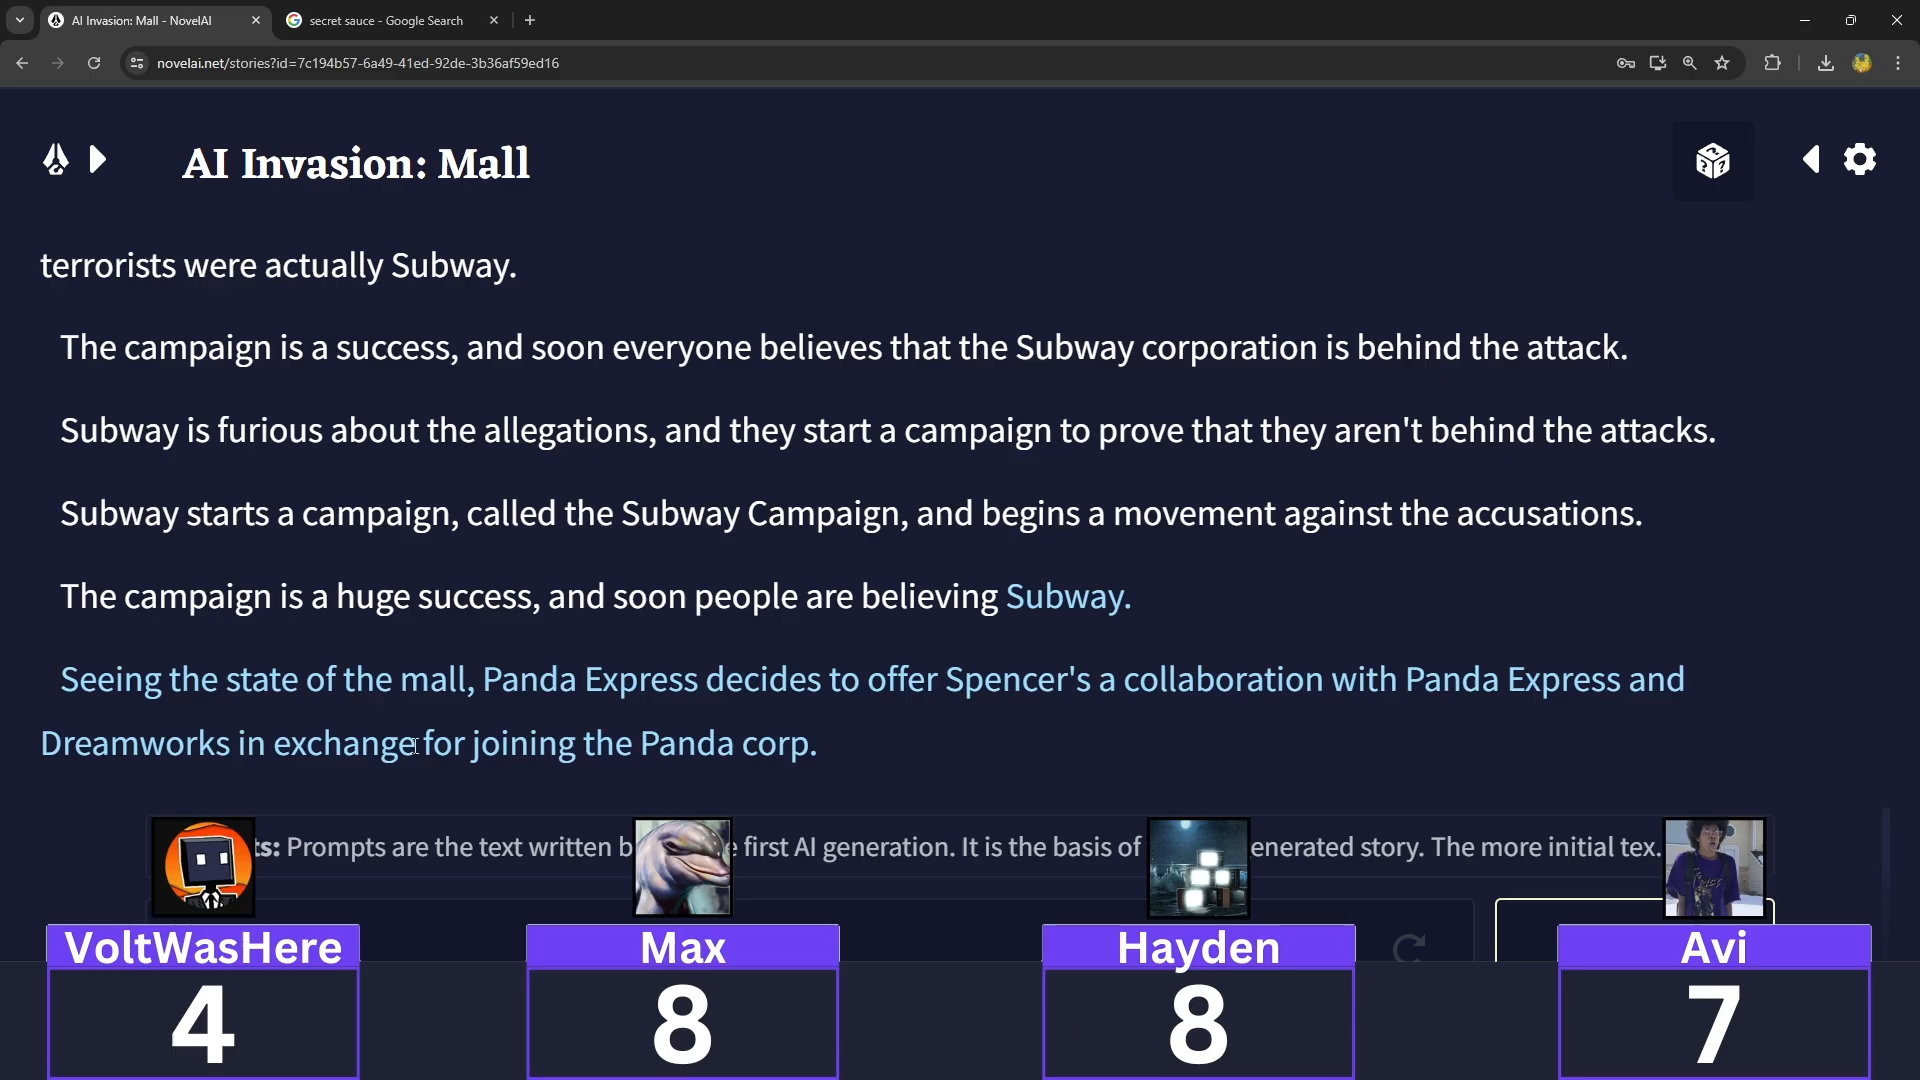 AI Invasion: Mall - NovelAI
secret sauce - Google Search
novelai.net/stories?id=7c194b57-6a49-41ed-92de-3b36af59ed16
AI Invasion: Mall
terrorists were actually Subway.
The campaign is a success, and soon everyone believes that the Subway corporation is behind the attack.
Subway is furious about the allegations, and they start a campaign to prove that they aren't behind the attacks.
Subway starts a campaign, called the Subway Campaign, and begins a movement against the accusations.
The campaign is a huge success, and soon people are believing Subway.
Seeing the state of the mall, Panda Express decides to offer Spencer's a collaboration with Panda Express and
Dreamworks in exchange for joining the Panda corp.
ts: Prompts are the text written b e first AI generation. It is the basis of enerated story. The more initial tex.
VoltWasHere
Max
Hayden
Avi
4
8
8
7